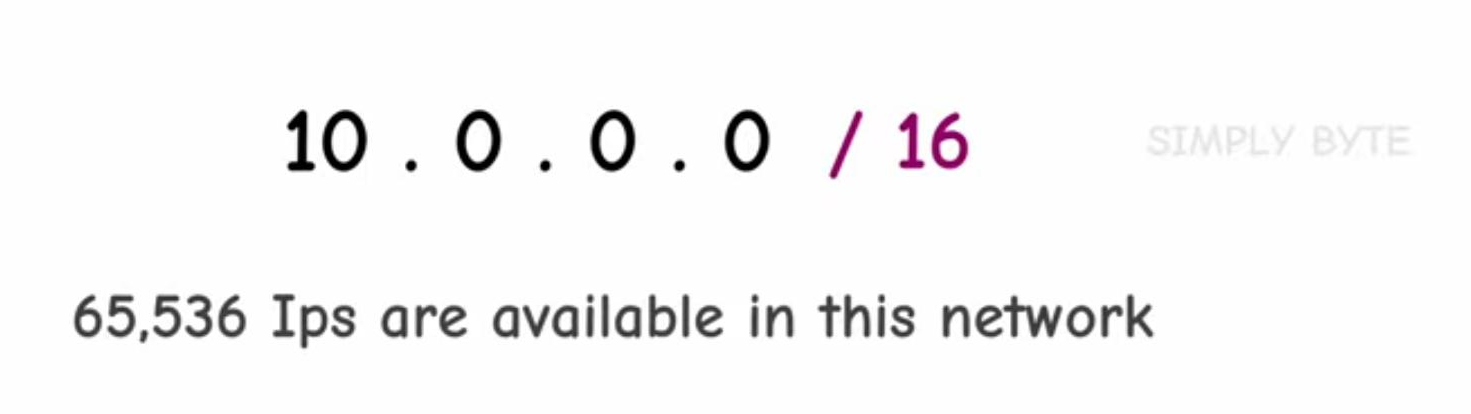 10 . 0 . 0 . 0 / 16
SIMPLY BYTE
65,536 Ips are available in this network